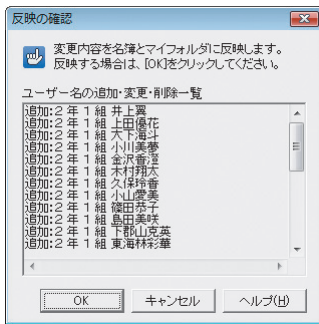 反映の確認
変更内容を名簿とマイフォルダに反映します。
反映する場合は、[OK]をクリックしてください。
ユーザー名の追加・変更・削除一覧
追加:2 年 1 組 井上翼
追加:2 年 1 組 上田優花
追加:2 年 1 組 大下海斗
追加:2 年 1 組 小川美夢
追加:2 年 1 組 金沢香澄
追加:2 年 1 組 木村翔太
追加:2 年 1 組 久保玲香
追加:2 年 1 組 小山愛美
追加:2 年 1 組 篠田恭子
追加:2 年 1 組 島田美咲
追加:2 年 1 組 下郡山克英
追加:2 年 1 組 東海林彩華
OK
キャンセル
ヘルプ(H)